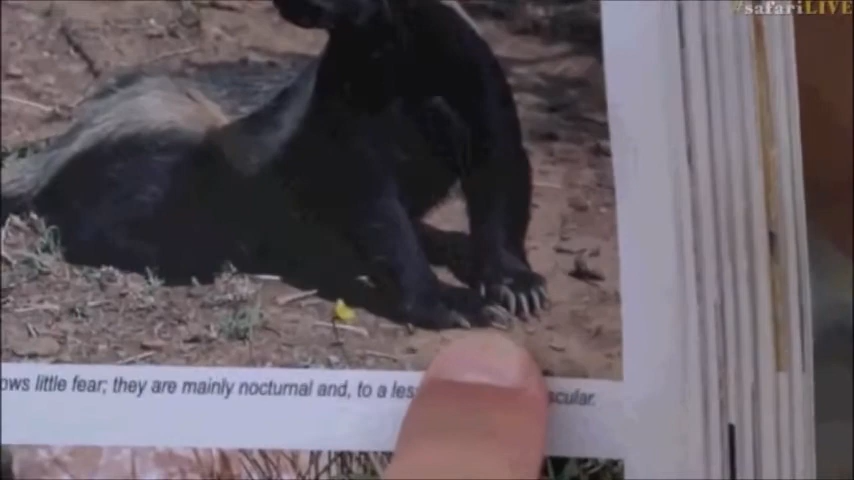 #safariLIVE
ows little fear; they are mainly nocturnal and, to a les scular.